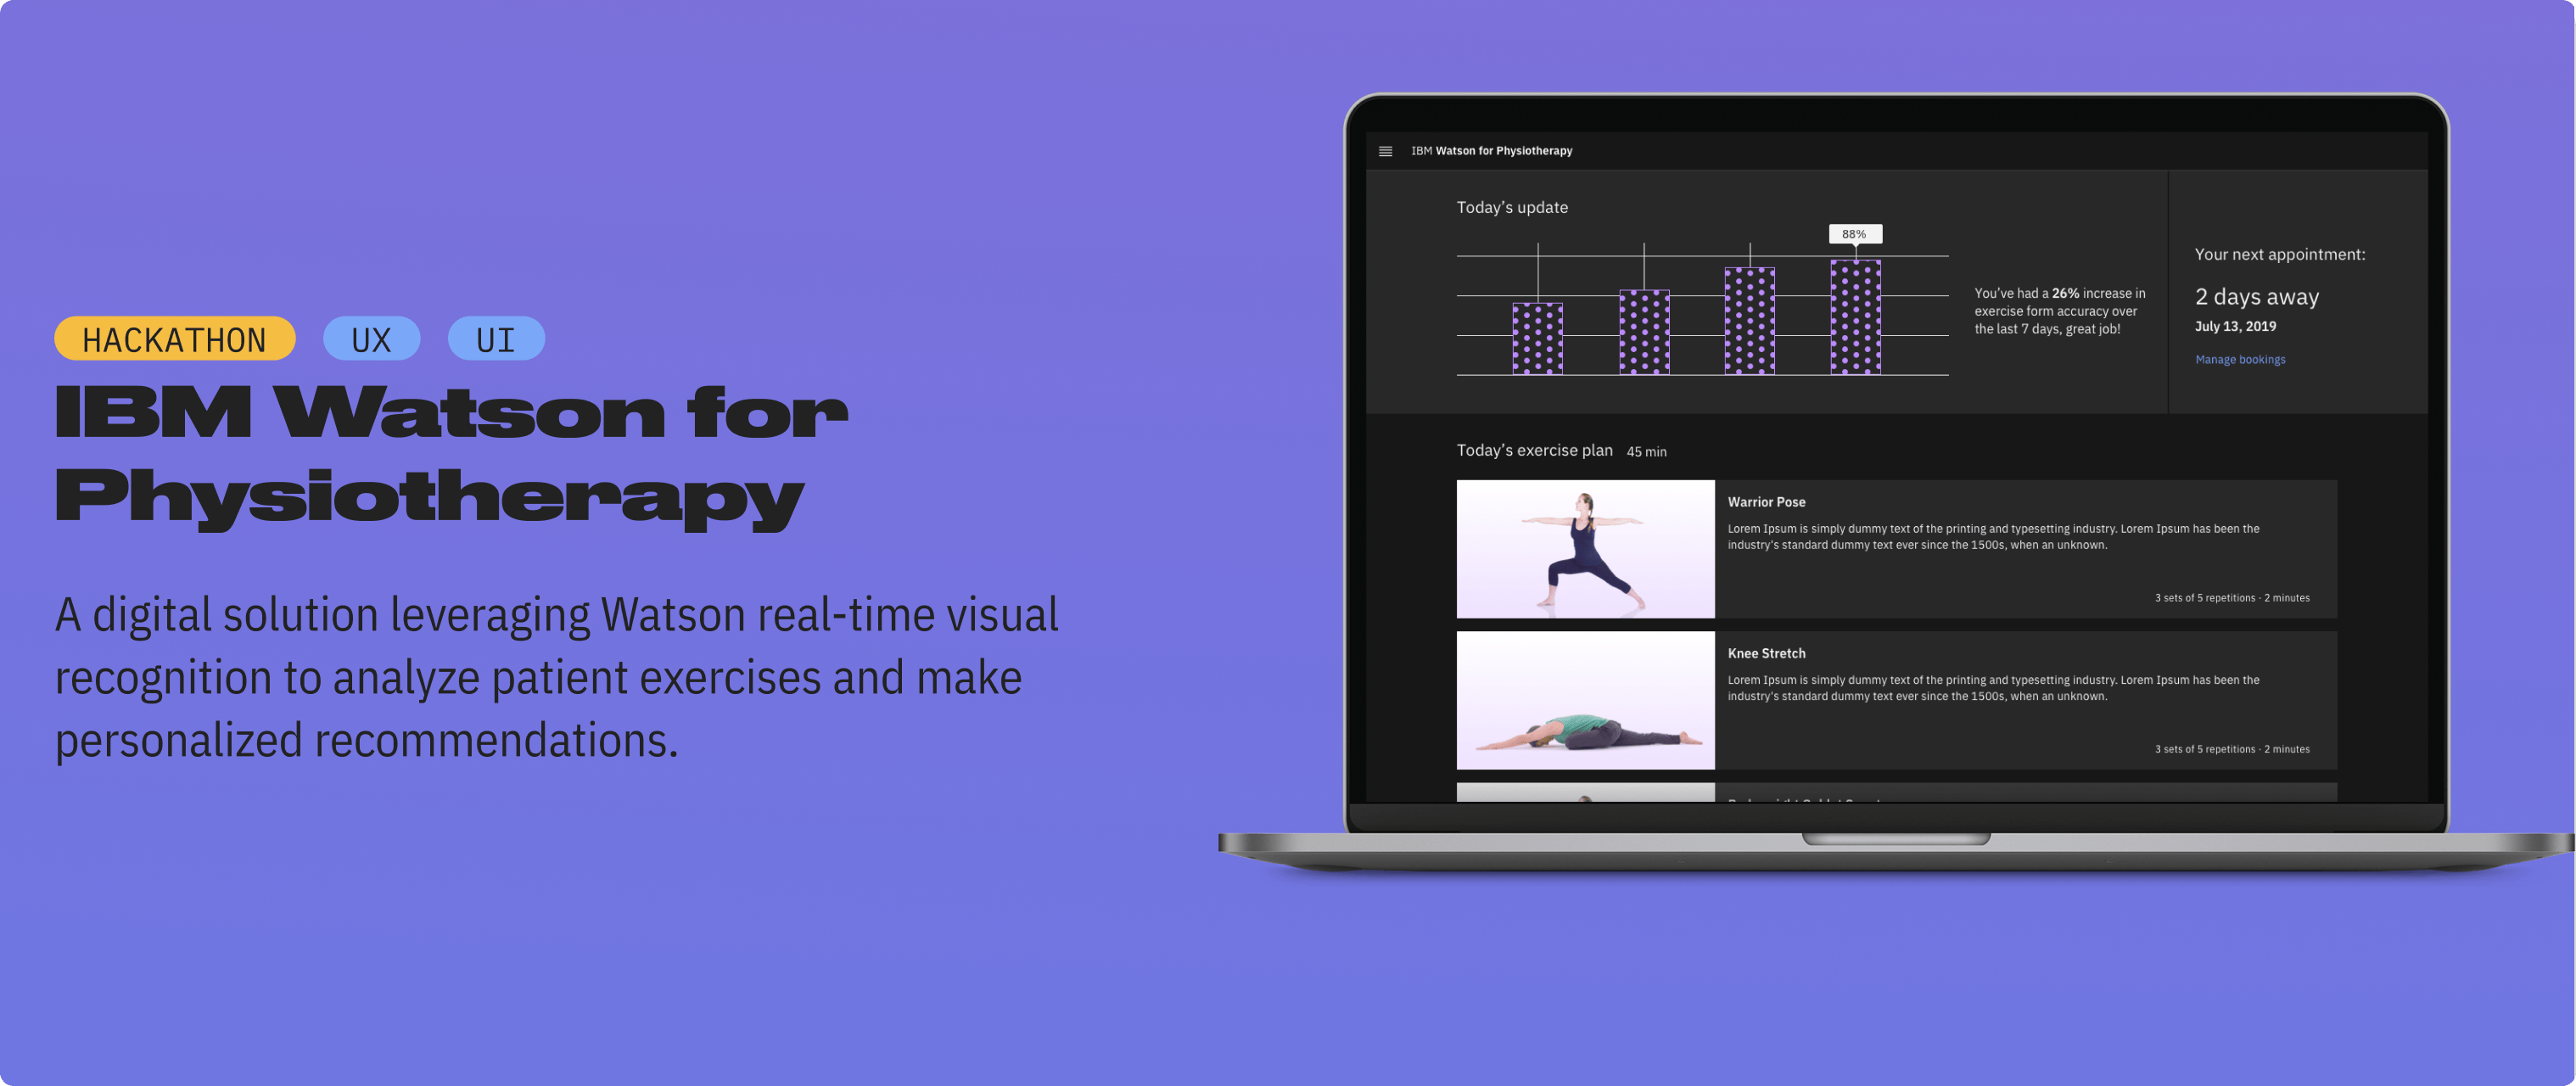 HACKATHON UX UI
IBM Watson for
Physiotherapy
A digital solution leveraging Watson real-time visual
recognition to analyze patient exercises and make
personalized recommendations.
IBM Watson for Physiotherapy
Today’s update
88%
You’ve had a 26% increase in
exercise form accuracy over
the last 7 days, great job!
Your next appointment:
2 days away
July 13, 2019
Manage bookings
Today’s exercise plan 45 min
Warrior Pose
Lorem Ipsum is simply dummy text of the printing and typesetting industry. Lorem Ipsum has been the
industry's standard dummy text ever since the 1500s, when an unknown.
3 sets of 5 repetitions · 2 minutes
Knee Stretch
Lorem Ipsum is simply dummy text of the printing and typesetting industry. Lorem Ipsum has been the
industry's standard dummy text ever since the 1500s, when an unknown.
3 sets of 5 repetitions · 2 minutes